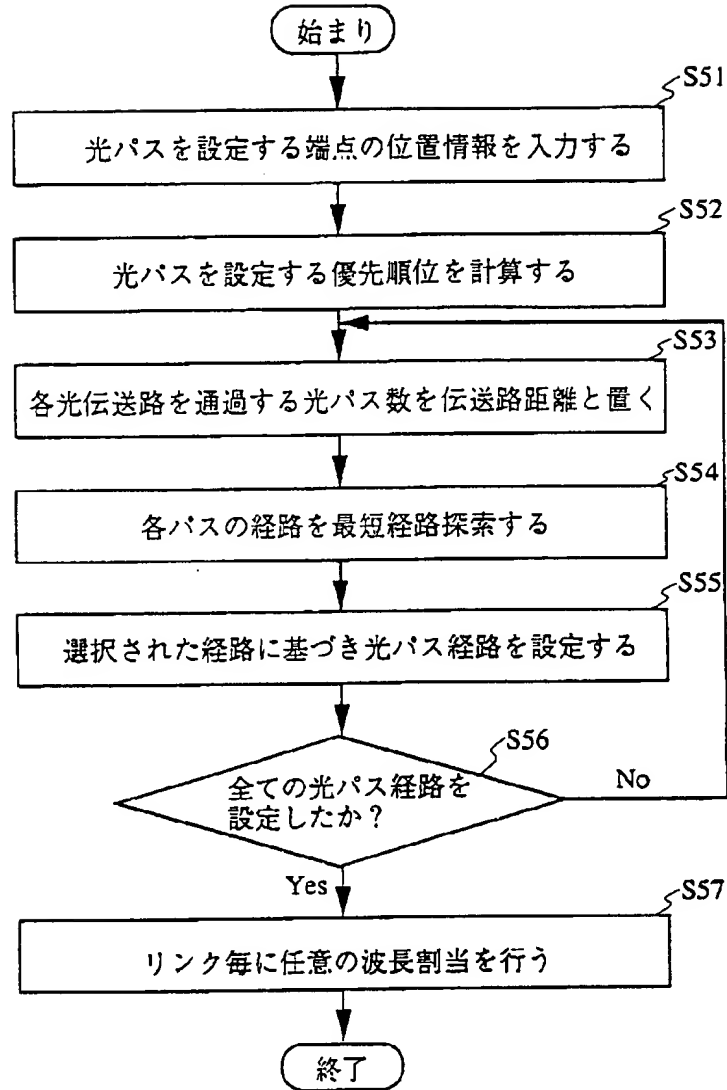 始まり
S51
光パスを設定する端点の位置情報を入力する
S52
光パスを設定する優先順位を計算する
S53
各光伝送路を通過する光パス数を伝送路距離と置く
S54
各パスの経路を最短経路探索する
S55
選択された経路に基づき光パス経路を設定する
S56
全ての光パス経路を
設定したか?
No
Yes
S57
リンク毎に任意の波長割当を行う
終了